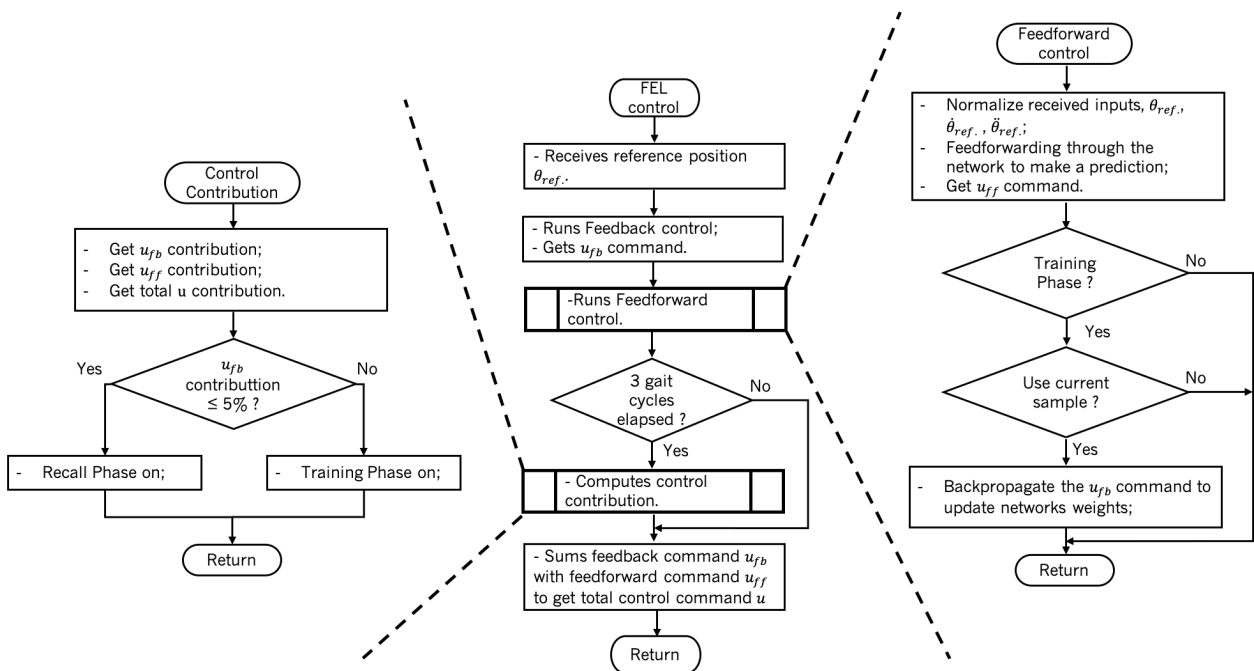 Control
Contribution
- Get u_fb contribution;
- Get u_ff contribution;
- Get total u contribution.
u_fb
contributtion
≤ 5% ?
Yes
No
- Recall Phase on;
- Training Phase on;
Return
FEL
control
- Receives reference position
θ_ref..
- Runs Feedback control;
- Gets u_fb command.
-Runs Feedforward
control.
3 gait
cycles
elapsed ?
No
Yes
- Computes control
contribution.
- Sums feedback command u_fb
with feedforward command u_ff
to get total control command u
Return
Feedforward
control
- Normalize received inputs, θ_ref.,
θ̇_ref. , θ̈_ref.;
- Feedforwarding through the
network to make a prediction;
- Get u_ff command.
Training
Phase ?
No
Yes
Use current
sample ?
No
Yes
- Backpropagate the u_fb command to
update networks weights;
Return